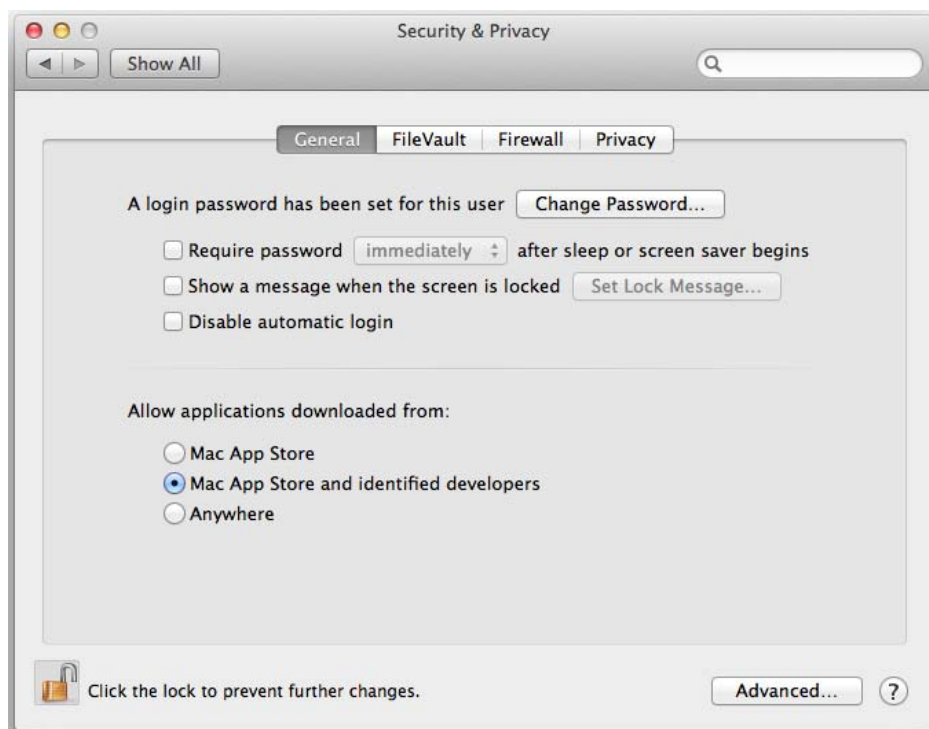 Security & Privacy
Show All
General FileVault Firewall Privacy
A login password has been set for this user Change Password...
Require password immediately after sleep or screen saver begins
Show a message when the screen is locked Set Lock Message...
Disable automatic login
Allow applications downloaded from:
Mac App Store
Mac App Store and identified developers
Anywhere
Click the lock to prevent further changes. Advanced... ?